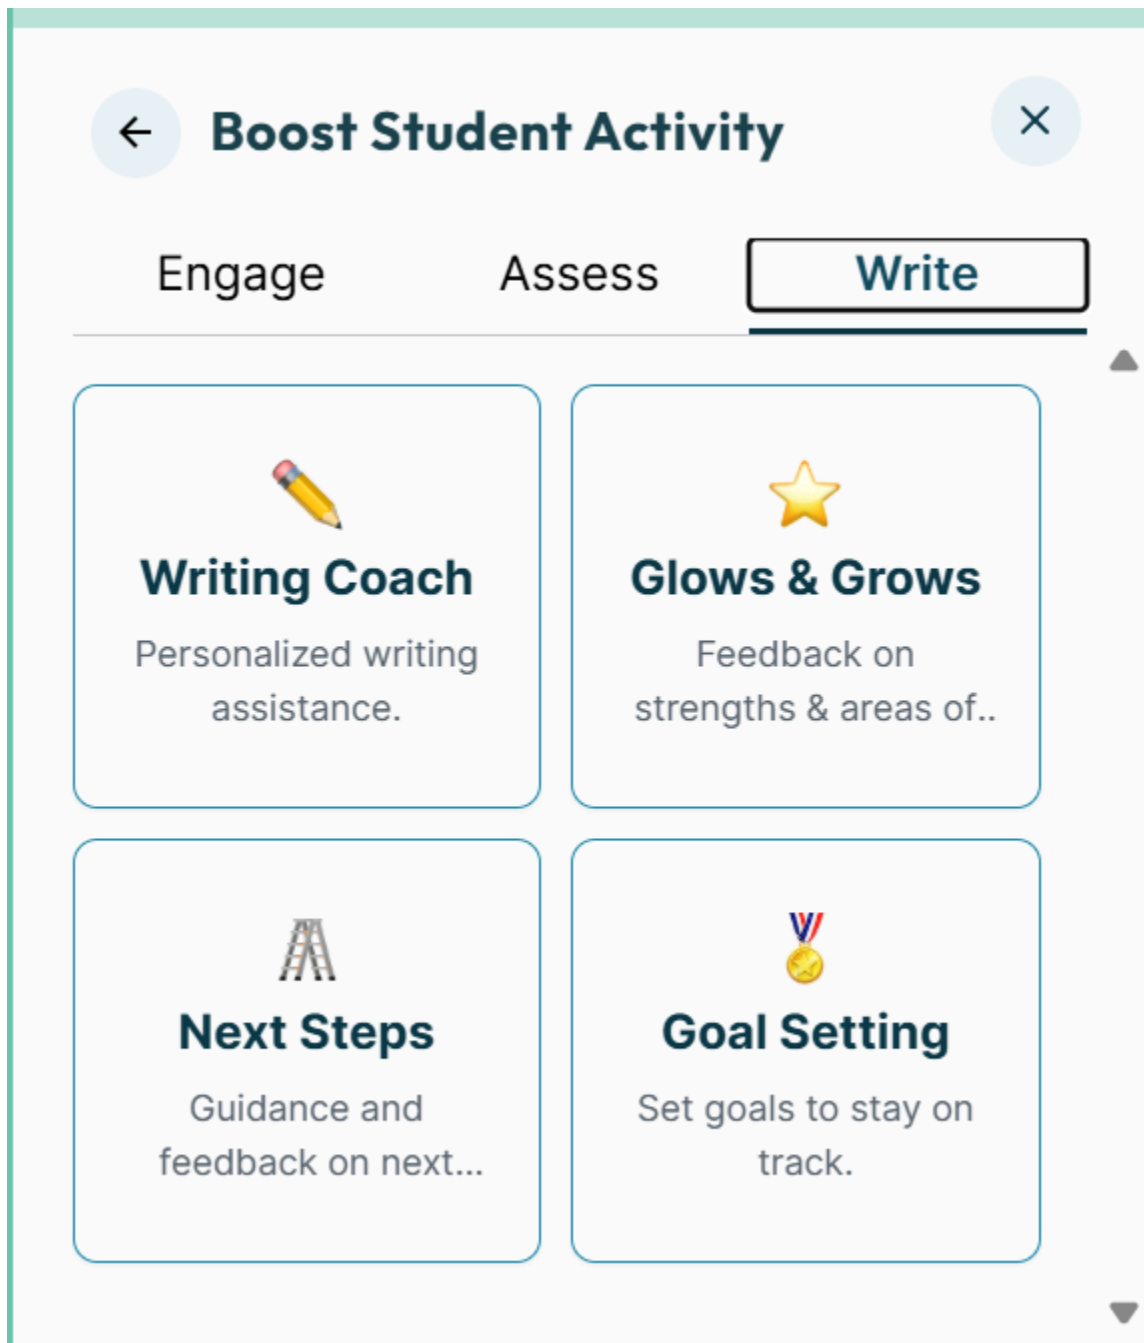 Boost Student Activity
Engage Assess Write
Writing Coach
Personalized writing
assistance.
Glows & Grows
Feedback on
strengths & areas of..
Next Steps
Guidance and
feedback on next...
Goal Setting
Set goals to stay on
track.